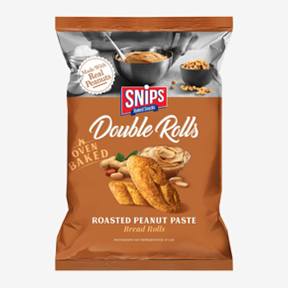 Made With
Real
Peanuts
SNIPS
Baked Snacks
Double Rolls
OVEN
BAKED
ROASTED PEANUT PASTE
Bread Rolls